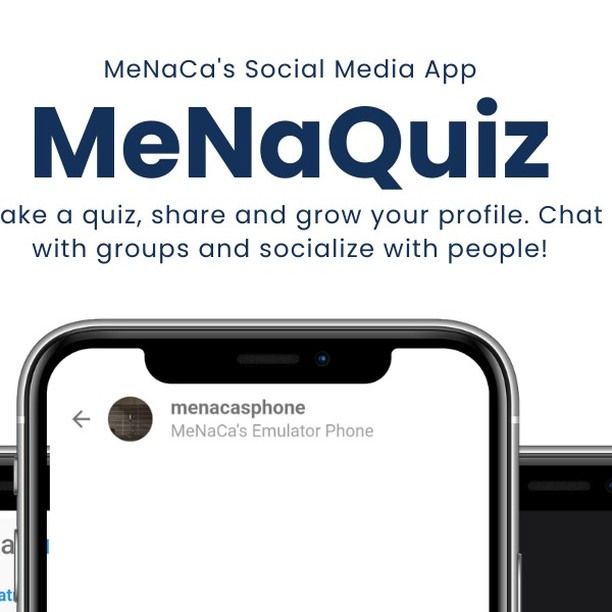 MeNaCa's Social Media App
MeNaQuiz
ake a quiz, share and grow your profile. Chat
with groups and socialize with people!
menacasphone
MeNaCa's Emulator Phone